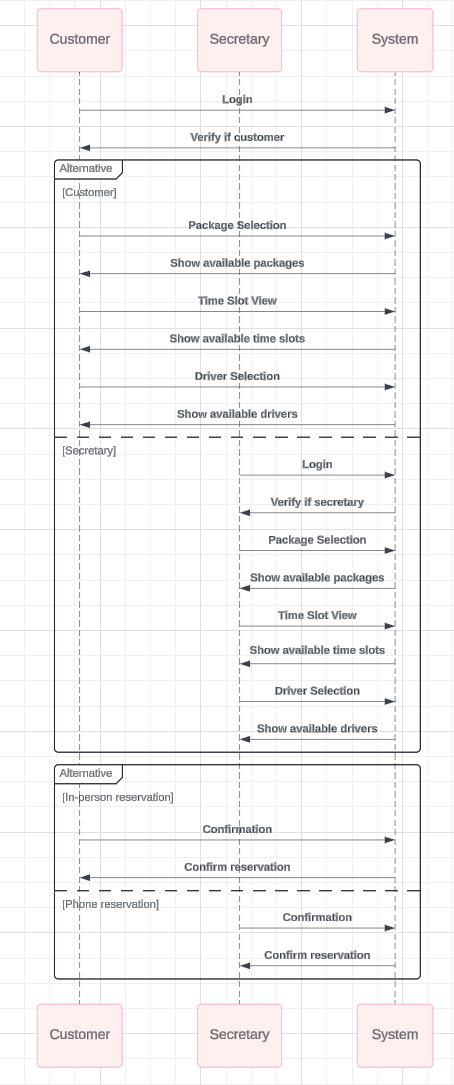 Customer Secretary System
Login
Verify if customer
Alternative
[Customer]
Package Selection
Show available packages
Time Slot View
Show available time slots
Driver Selection
Show available drivers
[Secretary]
Login
Verify if secretary
Package Selection
Show available packages
Time Slot View
Show available time slots
Driver Selection
Show available drivers
Alternative
[In-person reservation]
Confirmation
Confirm reservation
[Phone reservation]
Confirmation
Confirm reservation
Customer Secretary System